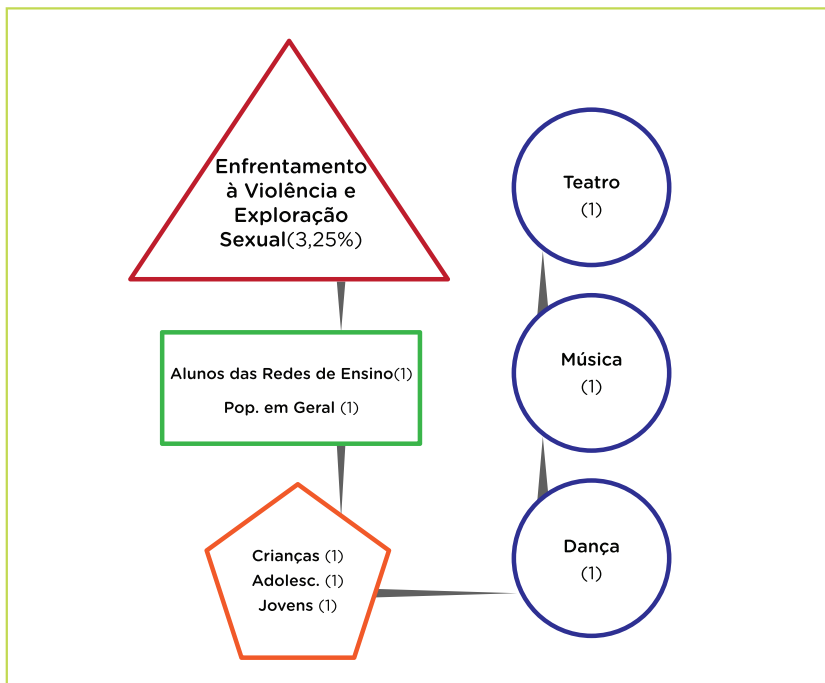 Enfrentamento
à Violência e
Exploração
Sexual(3,25%)
Alunos das Redes de Ensino(1)
Pop. em Geral (1)
Crianças (1)
Adolesc. (1)
Jovens (1)
Dança
(1)
Música
(1)
Teatro
(1)